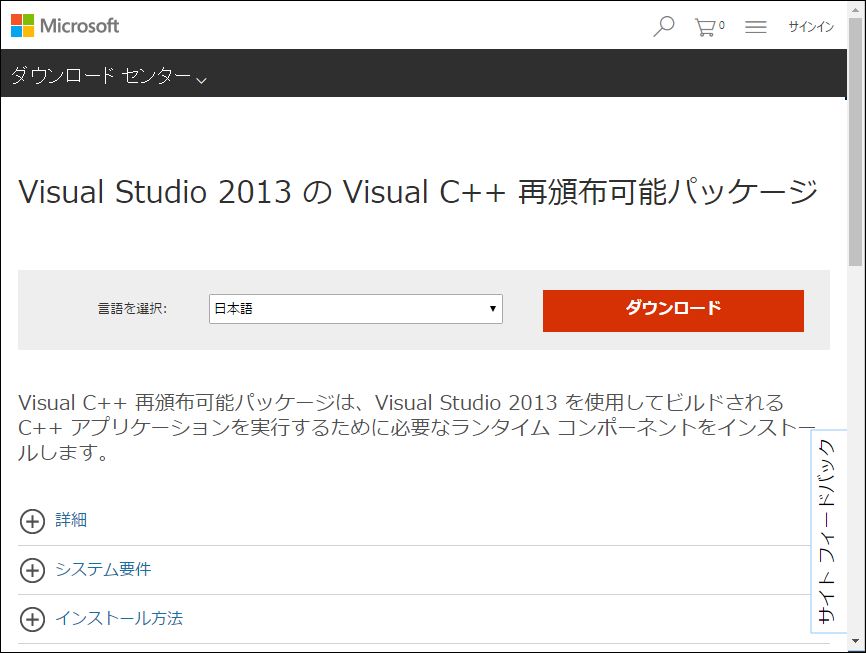 Microsoft
0
サインイン
ダウンロード センター
Visual Studio 2013 の Visual C++ 再頒布可能パッケージ
言語を選択:
日本語
ダウンロード
Visual C++ 再頒布可能パッケージは、Visual Studio 2013 を使用してビルドされる
C++ アプリケーションを実行するために必要なランタイム コンポーネントをインストー
ルします。
サイト フィードバック
詳細
システム要件
インストール方法